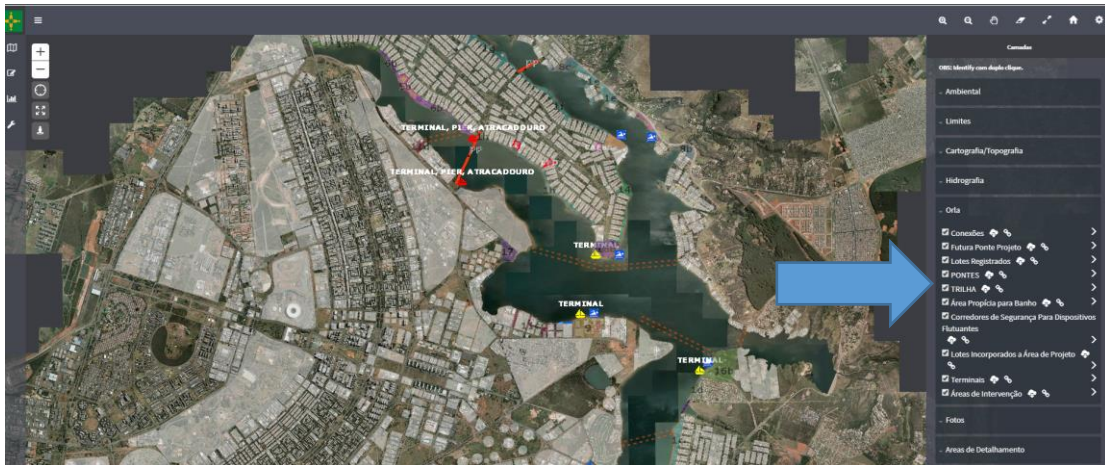 Camadas
OBS: Identify com duplo clique.
Ambiental
Limites
Cartografia/Topografia
Hidrografia
Orla
Conexões
Futura Ponte Projeto
Lotes Registrados
PONTES
TRILHA
Área Propícia para Banho
Corredores de Segurança Para Dispositivos
Flutuantes
Lotes Incorporados a Área de Projeto
Terminais
Áreas de Intervenção
Fotos
Areas de Detalhamento
TERMINAL, PIER, ATRACADOURO
PP
PP
TERMINAL, PIER, ATRACADOURO
TERMINAL
TERMINAL
TERMINAL